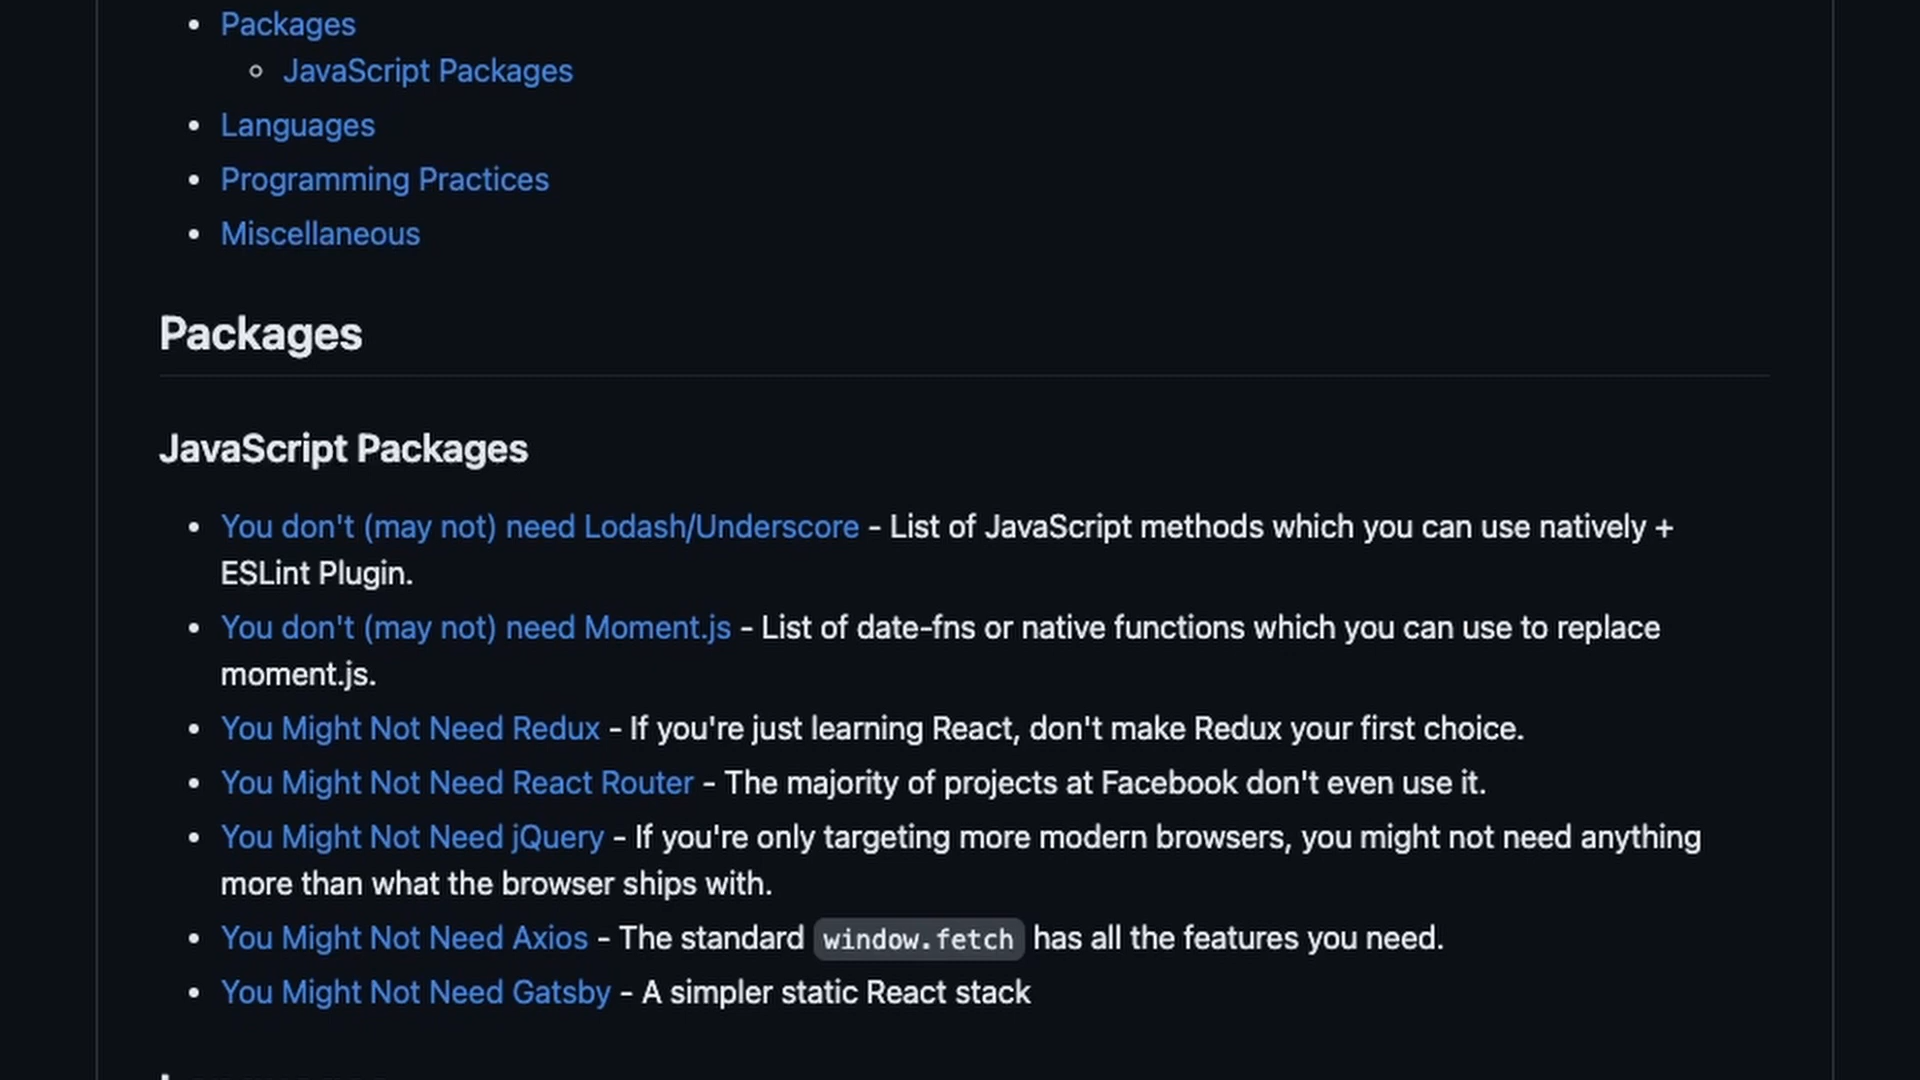 Packages
JavaScript Packages
Languages
Programming Practices
Miscellaneous
Packages
JavaScript Packages
You don't (may not) need Lodash/Underscore - List of JavaScript methods which you can use natively +
ESLint Plugin.
You don't (may not) need Moment.js - List of date-fns or native functions which you can use to replace
moment.js.
You Might Not Need Redux - If you're just learning React, don't make Redux your first choice.
You Might Not Need React Router - The majority of projects at Facebook don't even use it.
You Might Not Need jQuery - If you're only targeting more modern browsers, you might not need anything
more than what the browser ships with.
You Might Not Need Axios - The standard window.fetch has all the features you need.
You Might Not Need Gatsby - A simpler static React stack